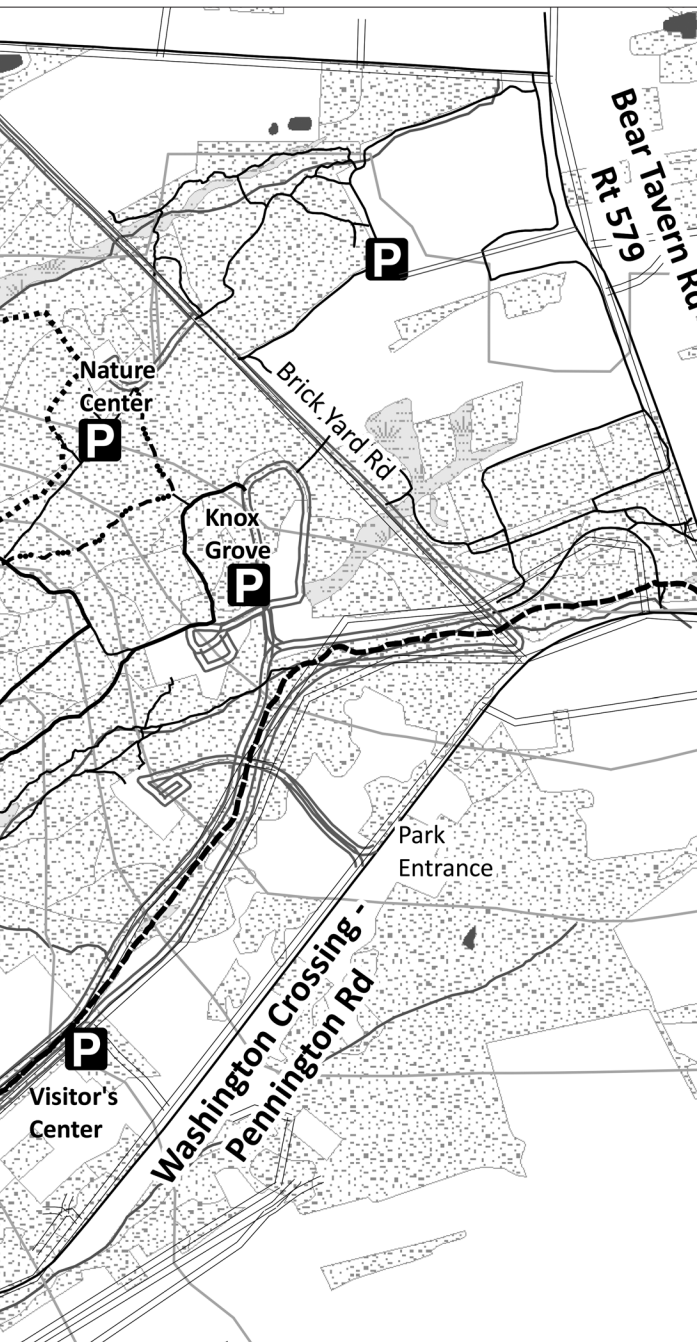 Bear Tavern Rd
Rt 579
P
Nature
Center
P
Brick Yard Rd
Knox
Grove
P
Park
Entrance
Washington Crossing -
Pennington Rd
P
Visitor's
Center